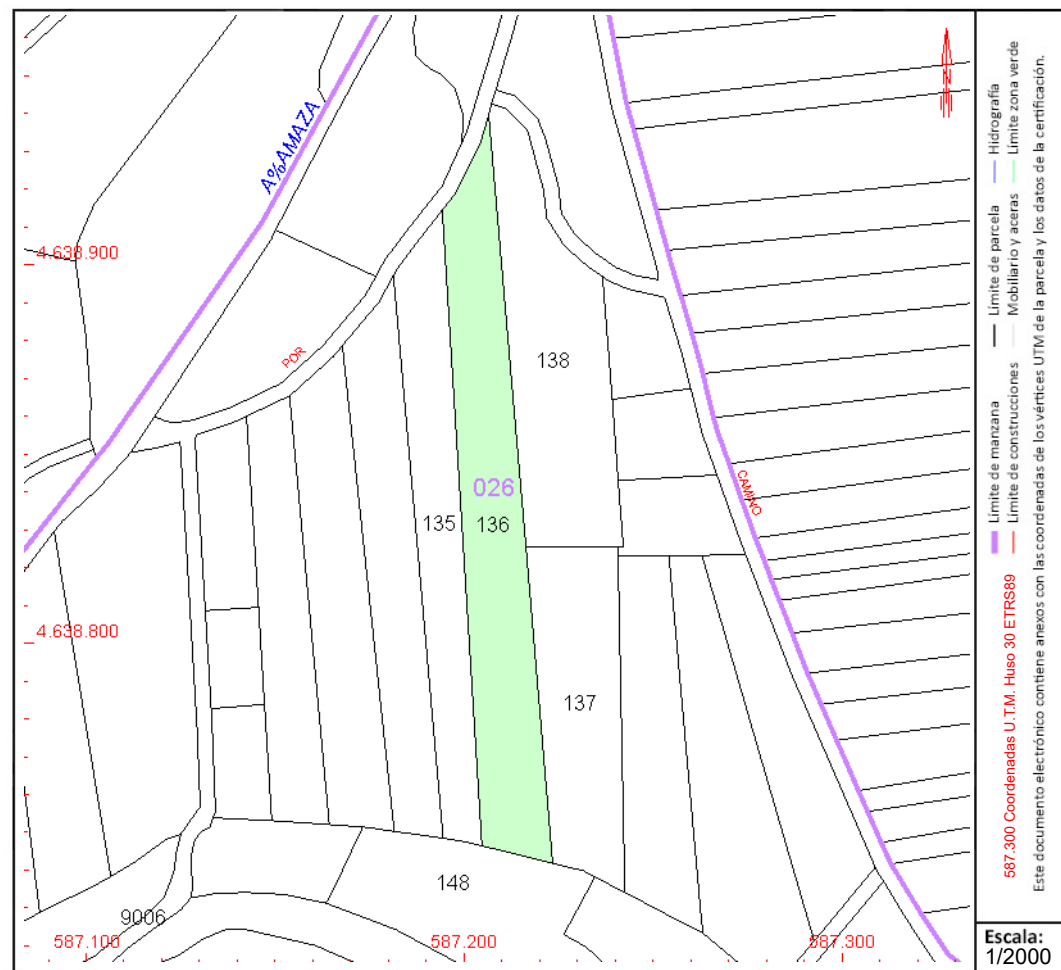 A%AMAZA
4.638.900
POR
138
026
135
136
CAMINO
4.638.800
137
148
9006
587.100
587.200
587.300
N
Límite de manzana
Límite de parcela
Hidrografía
Límite de construcciones
Mobiliario y aceras
Límite zona verde
587.300 Coordenadas U.T.M. Huso 30 ETRS89
Este documento electrónico contiene anexos con las coordenadas de los vértices UTM de la parcela y los datos de la certificación.
Escala:
1/2000